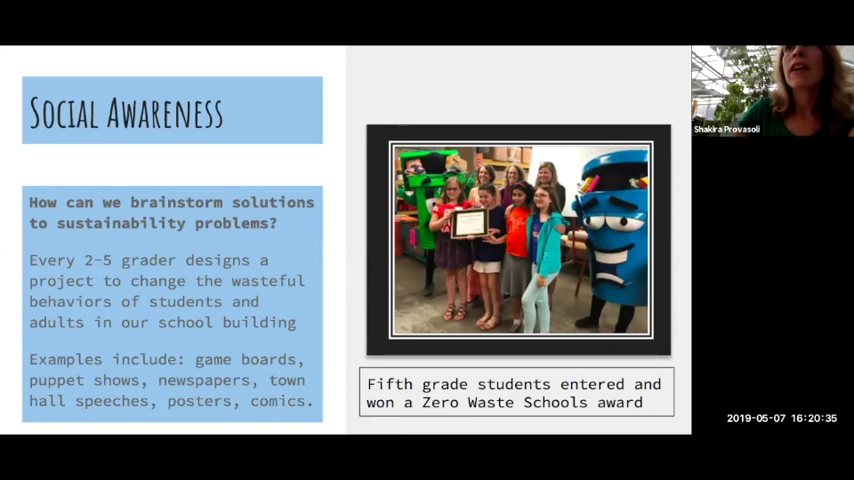 SOCIAL AWARENESS
How can we brainstorm solutions
to sustainability problems?
Every 2-5 grader designs a
project to change the wasteful
behaviors of students and
adults in our school building
Examples include: game boards,
puppet shows, newspapers, town
hall speeches, posters, comics.
Fifth grade students entered and
won a Zero Waste Schools award
Shakira Provasoli
2019-05-07 16:20:35